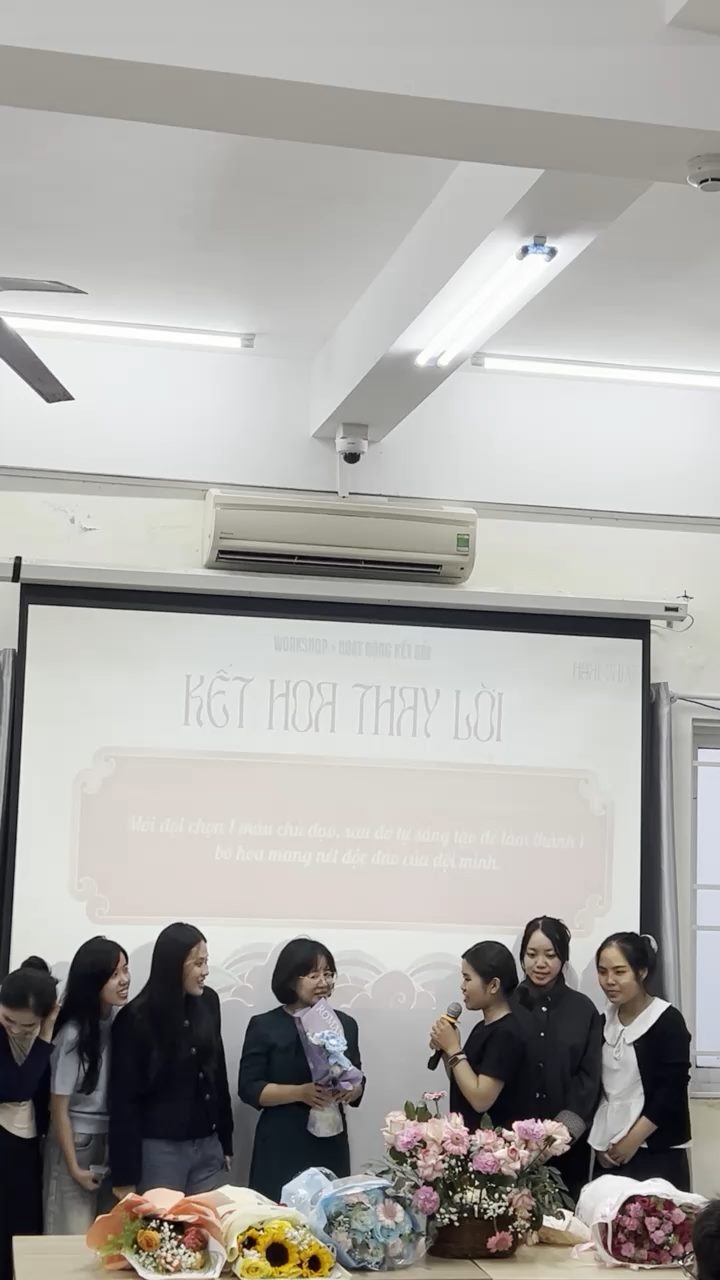 WORKSHOP - HOẠT ĐỘNG KẾT NỐI
KẾT HOA THAY LỜI
Mỗi đội chọn 1 màu chủ đạo, sau đó tự sáng tạo để làm thành 1
bó hoa mang nét độc đáo của đội mình.